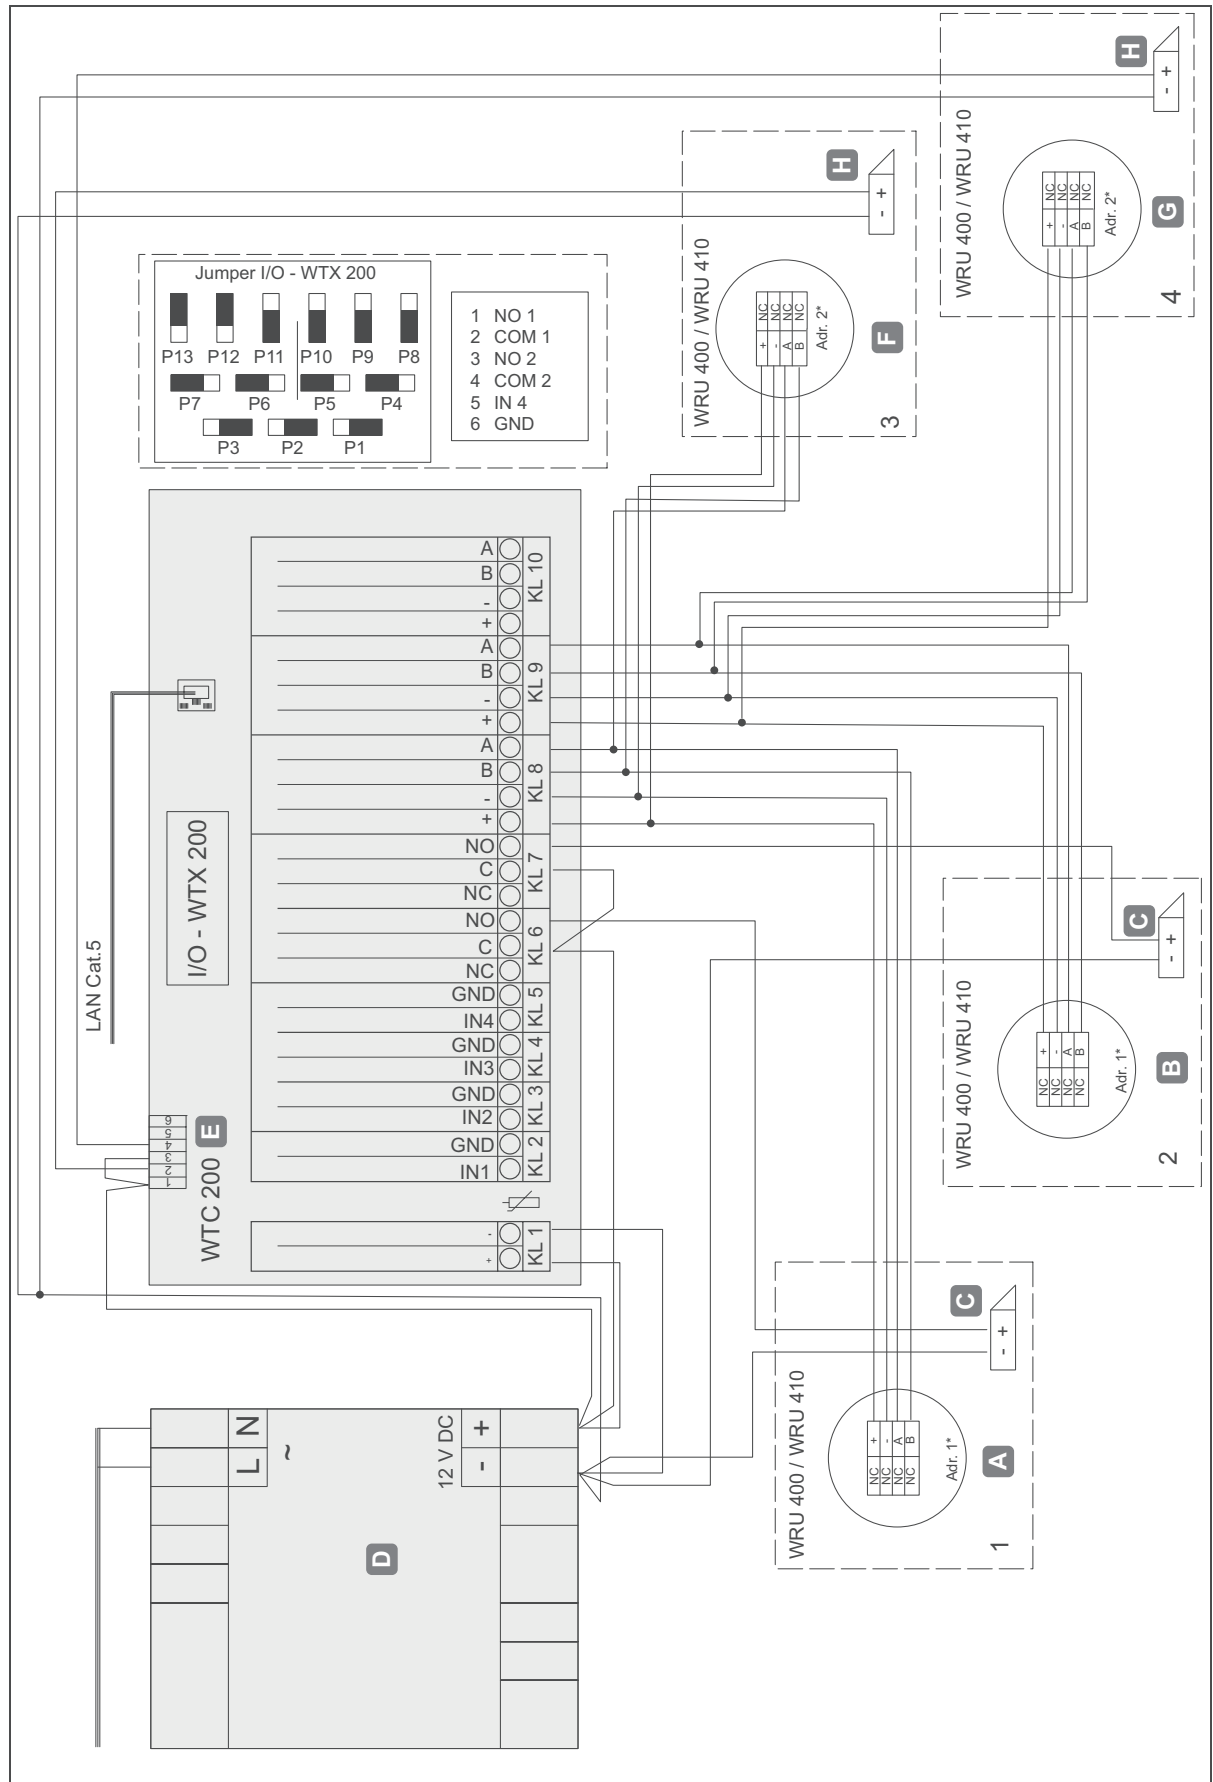 H
+
-
WRU 400 / WRU 410
+ NC
- NC
A NC
B NC
Adr. 2*
G
4
H
+
-
WRU 400 / WRU 410
+ NC
- NC
A NC
B NC
Adr. 2*
F
3
Jumper I/O - WTX 200
P13 P12 P11 P10 P9 P8
P7 P6 P5 P4
P3 P2 P1
1 NO 1
2 COM 1
3 NO 2
4 COM 2
5 IN 4
6 GND
LAN Cat.5
I/O - WTX 200
A
B
-
+
KL 10
A
B
-
+
KL 9
A
B
-
+
KL 8
NO
C
NC
KL 7
NO
C
NC
KL 6
GND
IN4
KL 5
GND
IN3
KL 4
GND
IN2
KL 3
GND
IN1
KL 2
-
+
KL 1
6
5
4
3
2
1
E
WTC 200
C
+
-
WRU 400 / WRU 410
NC +
NC -
NC A
NC B
Adr. 1*
B
2
C
+
-
WRU 400 / WRU 410
NC +
NC -
NC A
NC B
Adr. 1*
A
1
L N
~
12 V DC
- +
D